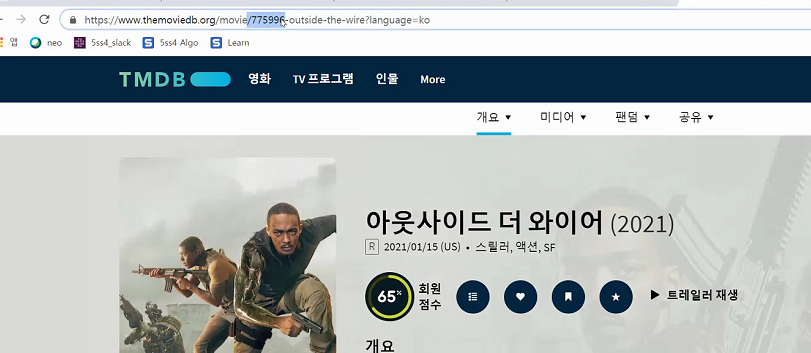 https://www.themoviedb.org/movie/775996-outside-the-wire?language=ko
앱 neo 5ss4_slack 5ss4 Algo Learn
TMDB 영화 TV 프로그램 인물 More
개요 미디어 팬덤 공유
아웃사이드 더 와이어 (2021)
R 2021/01/15 (US) • 스릴러, 액션, SF
65% 회원 점수 트레일러 재생
개요